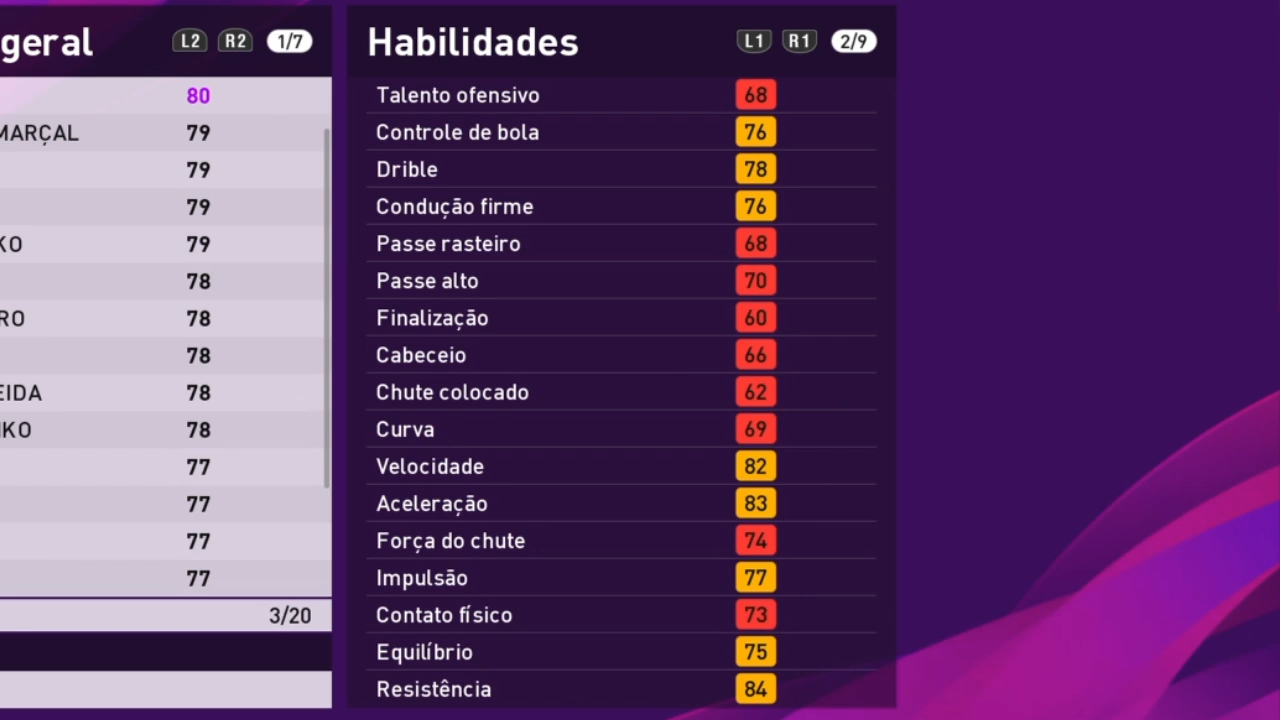 geral L2 R2 1/7
80
MARÇAL 79
79
79
KO 79
78
RO 78
78
EIDA 78
KO 78
77
77
77
77
3/20
Habilidades L1 R1 2/9
Talento ofensivo 68
Controle de bola 76
Drible 78
Condução firme 76
Passe rasteiro 68
Passe alto 70
Finalização 60
Cabeceio 66
Chute colocado 62
Curva 69
Velocidade 82
Aceleração 83
Força do chute 74
Impulsão 77
Contato físico 73
Equilíbrio 75
Resistência 84